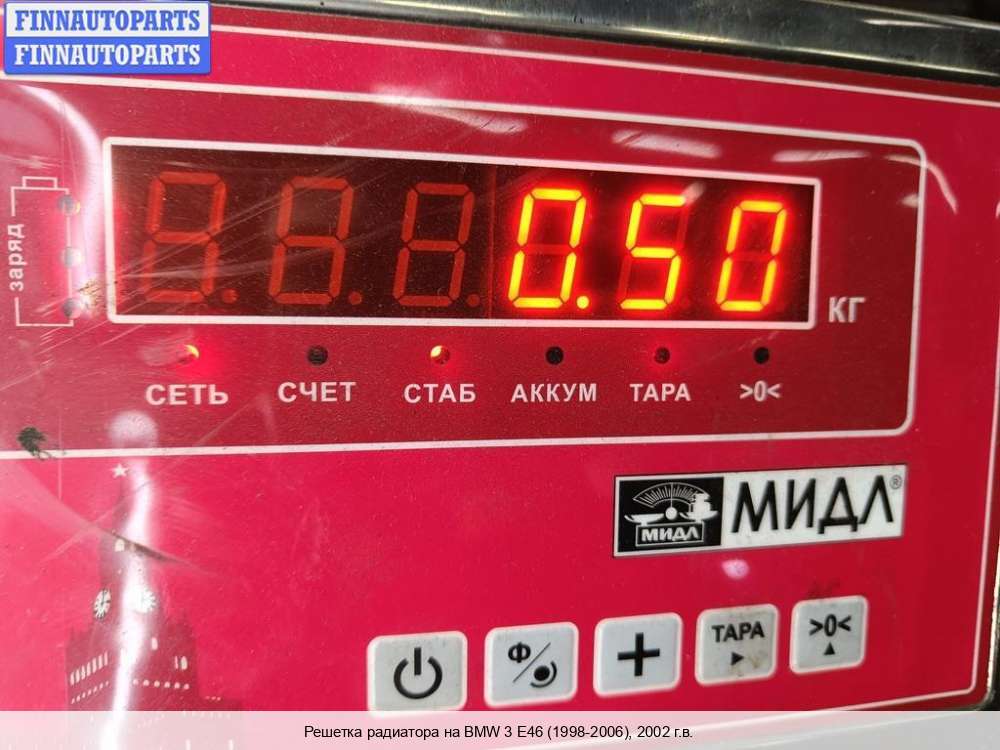 FINNAUTOPARTS
FINNAUTOPARTS
заряд
0.50
КГ
СЕТЬ СЧЕТ СТАБ АККУМ ТАРА >0<
МИДЛ
МИДЛ®
Ф
+
ТАРА
>0<
Решетка радиатора на BMW 3 E46 (1998-2006), 2002 г.в.